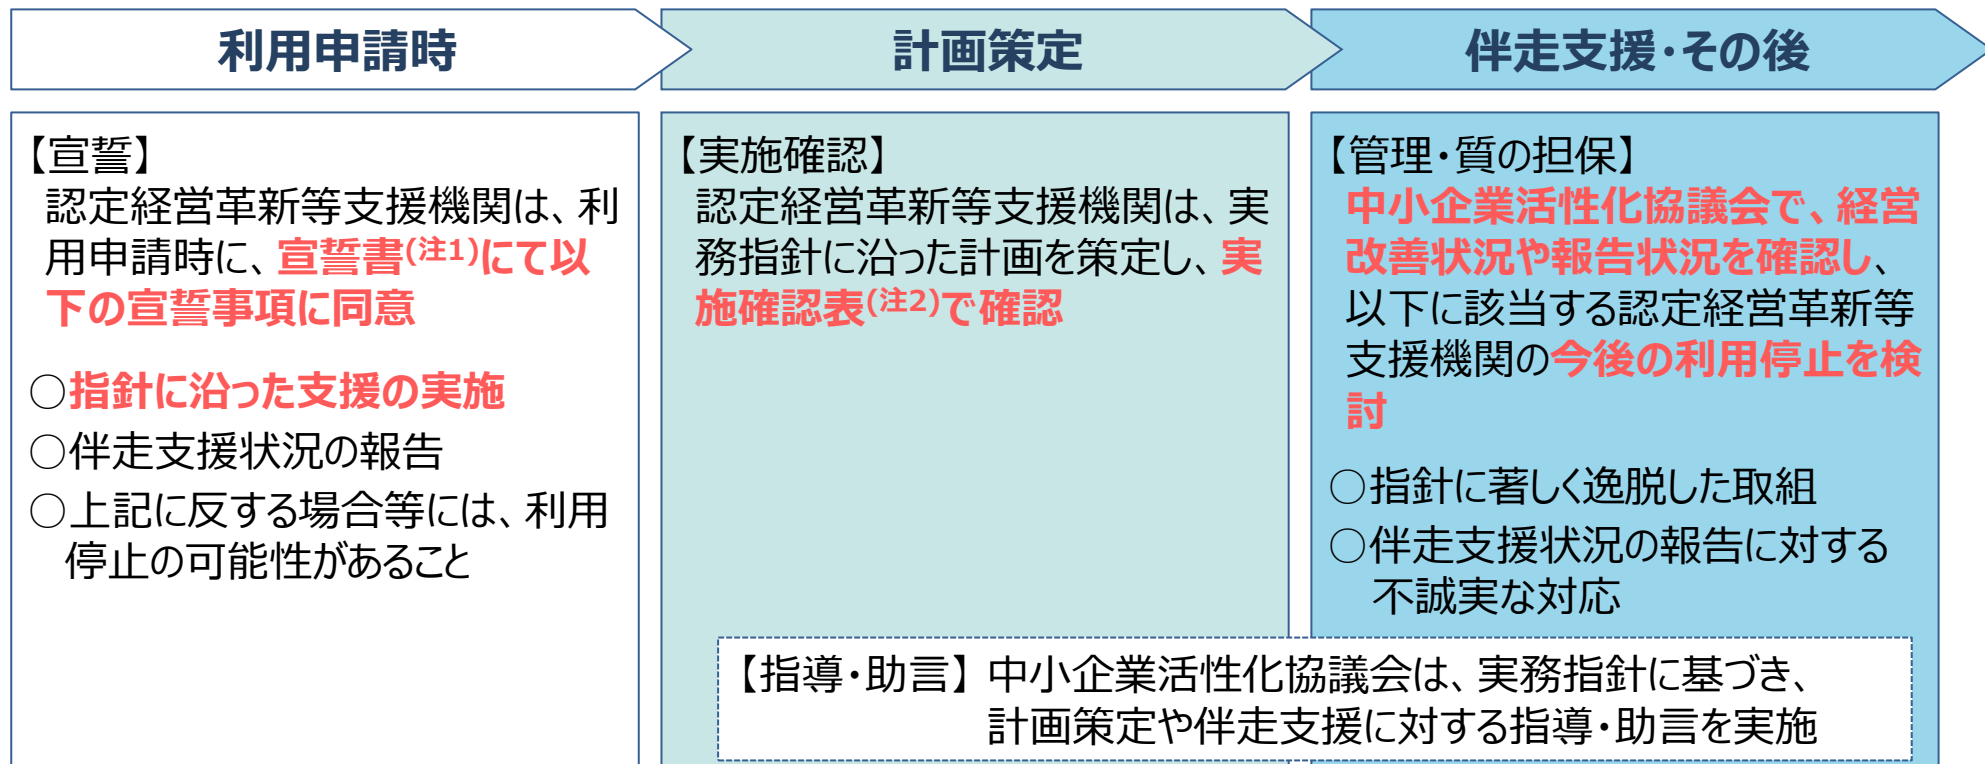 利用申請時
計画策定
伴走支援・その後
【宣誓】
認定経営革新等支援機関は、利
用申請時に、宣誓書(注1)にて以
下の宣誓事項に同意
○指針に沿った支援の実施
○伴走支援状況の報告
○上記に反する場合等には、利用
停止の可能性があること
【実施確認】
認定経営革新等支援機関は、実
務指針に沿った計画を策定し、実
施確認表(注2)で確認
【管理・質の担保】
中小企業活性化協議会で、経営
改善状況や報告状況を確認し、
以下に該当する認定経営革新等
支援機関の今後の利用停止を検
討
○指針に著しく逸脱した取組
○伴走支援状況の報告に対する
不誠実な対応
【指導・助言】中小企業活性化協議会は、実務指針に基づき、
計画策定や伴走支援に対する指導・助言を実施